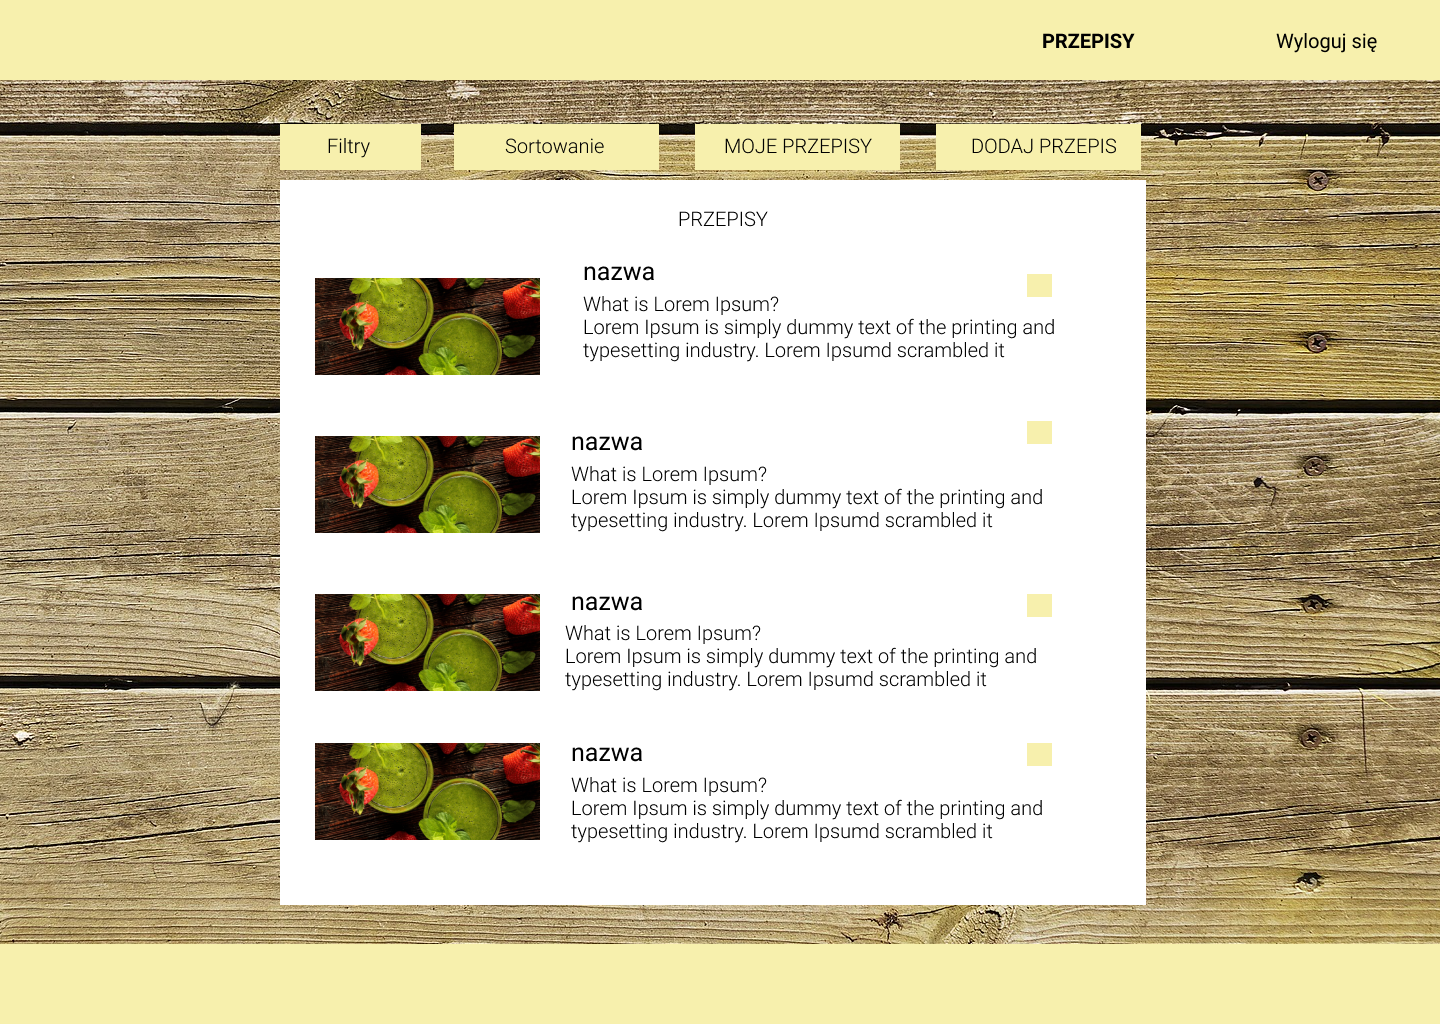 PRZEPISY
Wyloguj się
Filtry
Sortowanie
MOJE PRZEPISY
DODAJ PRZEPIS
PRZEPISY
nazwa
What is Lorem Ipsum?
Lorem Ipsum is simply dummy text of the printing and
typesetting industry. Lorem Ipsumd scrambled it
nazwa
What is Lorem Ipsum?
Lorem Ipsum is simply dummy text of the printing and
typesetting industry. Lorem Ipsumd scrambled it
nazwa
What is Lorem Ipsum?
Lorem Ipsum is simply dummy text of the printing and
typesetting industry. Lorem Ipsumd scrambled it
nazwa
What is Lorem Ipsum?
Lorem Ipsum is simply dummy text of the printing and
typesetting industry. Lorem Ipsumd scrambled it